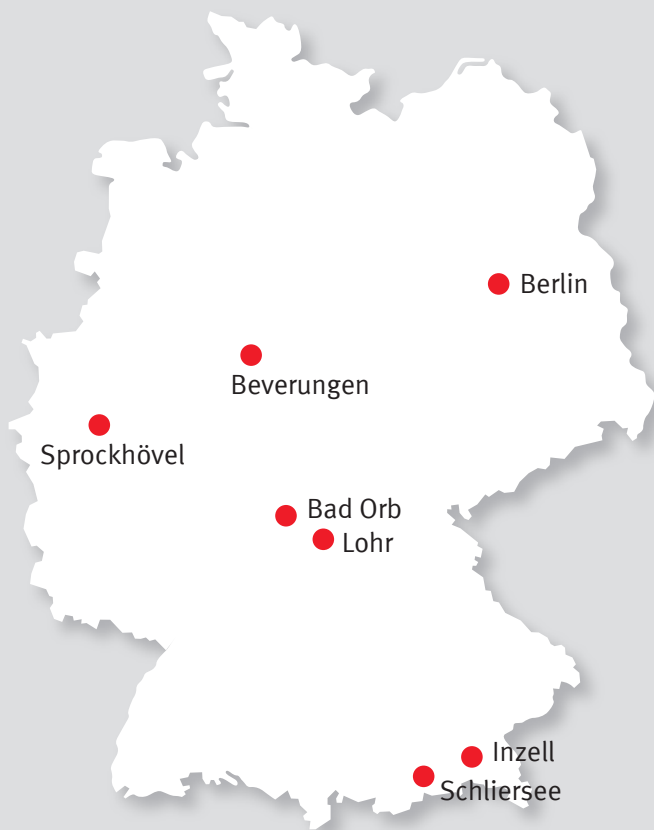 Berlin
Beverungen
Sprockhövel
Bad Orb
Lohr
Inzell
Schliersee